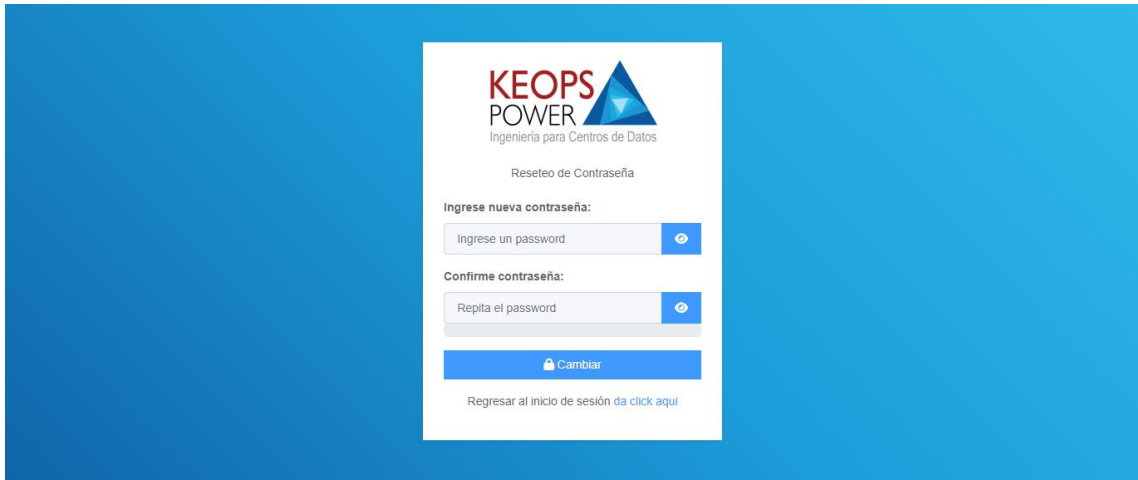 KEOPS
POWER
Ingeniería para Centros de Datos
Reseteo de Contraseña
Ingrese nueva contraseña:
Ingrese un password
Confirme contraseña:
Repita el password
Cambiar
Regresar al inicio de sesión da click aqui